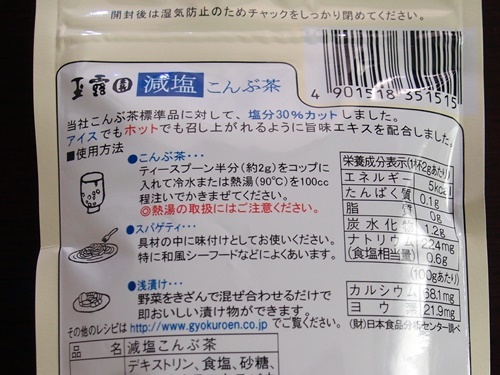 開封後は湿気防止のためチャックをしっかり閉めてください。
玉露園 減塩 こんぶ茶
4 901518 351515
当社こんぶ茶標準品に対して、塩分30%カットしました。
アイスでもホットでも召し上がれるように旨味エキスを配合しました。
■使用方法
●こんぶ茶・・・
ティースプーン半分(約2g)をコップに
入れて冷水または熱湯(90℃)を100cc
程注いでかきまぜてください。
◎熱湯の取扱にはご注意ください。
●スパゲティ・・・
具材の中に味付けとしてお使いください。
特に和風シーフードなどによくあいます。
●浅漬け・・・
野菜をきざんで混ぜ合わせるだけで
即おいしい漬け物ができます。
その他のレシピは http://www.gyokuroen.co.jp でご覧ください。
栄養成分表示(1杯2gあたり)
エネルギー 5kcal
たんぱく質 0.1g
脂質 0g
炭水化物 1.2g
ナトリウム 224mg
(食塩相当量) 0.6g
(100gあたり)
カルシウム 68.1mg
ヨウ素 21.9mg
(財)日本食品分析センター調べ
品名 減塩こんぶ茶
デキストリン、食塩、砂糖、